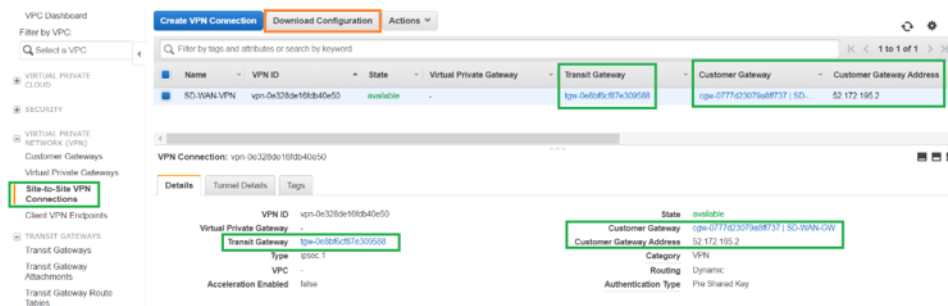 VPC Dashboard
Filter by VPC:
Select a VPC
VIRTUAL PRIVATE
CLOUD
SECURITY
VIRTUAL PRIVATE
NETWORK (VPN)
Customer Gateways
Virtual Private Gateways
Site-to-Site VPN
Connections
Client VPN Endpoints
TRANSIT GATEWAYS
Transit Gateways
Transit Gateway
Attachments
Transit Gateway Route
Tables
Create VPN Connection Download Configuration Actions
Filter by tags and attributes or search by keyword
1 to 1 of 1
Name VPN ID State Virtual Private Gateway Transit Gateway Customer Gateway Customer Gateway Address
SD-WAN-VPN vpn-0e328de16fdb40e50 available - tgw-0e8bf6cf87e309588 cgw-0777d23079a8ff737 | SD-... 52.172.195.2
VPN Connection: vpn-0e328de16fdb40e50
Details Tunnel Details Tags
VPN ID vpn-0e328de16fdb40e50 State available
Virtual Private Gateway - Customer Gateway cgw-0777d23079a8ff737 | SD-WAN-GW
Transit Gateway tgw-0e8bf6cf87e309588 Customer Gateway Address 52.172.195.2
Type ipsec.1 Category VPN
VPC - Routing Dynamic
Acceleration Enabled false Authentication Type Pre Shared Key